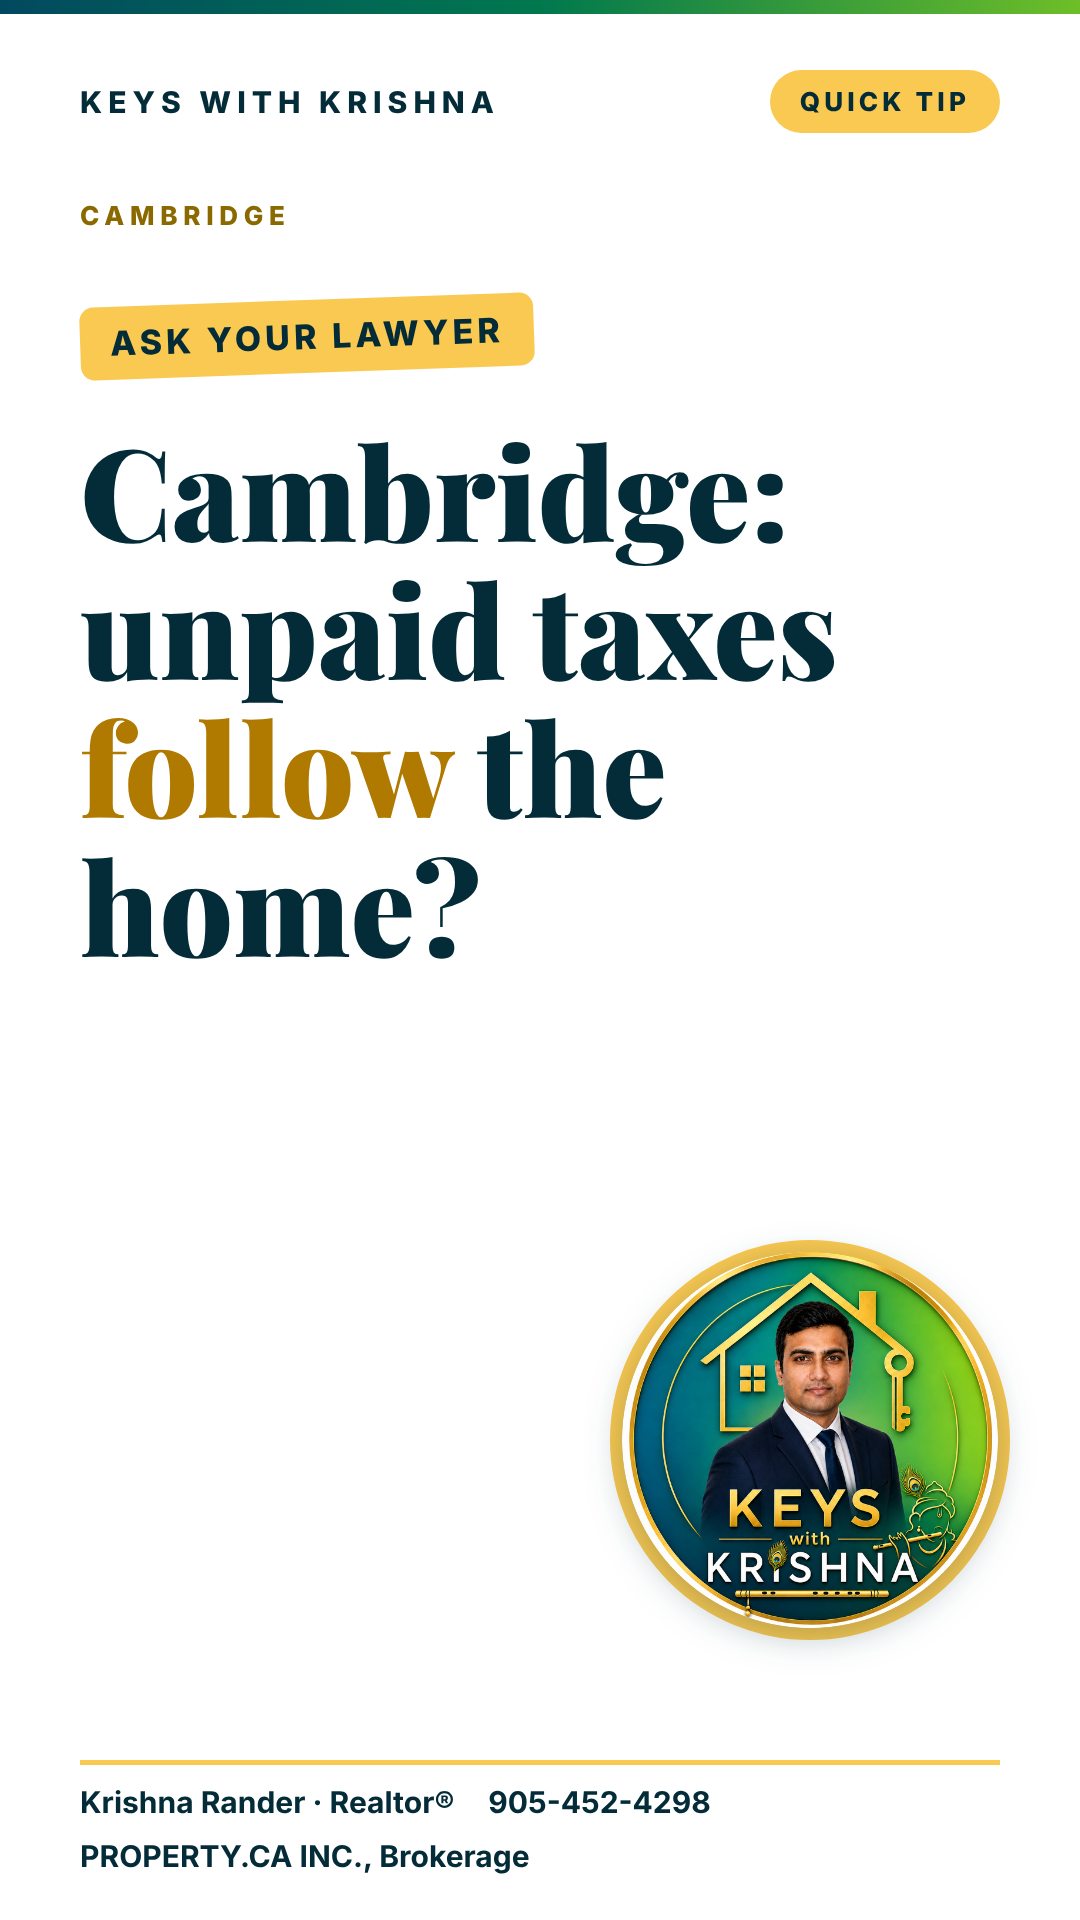 KEYS WITH KRISHNA
QUICK TIP
CAMBRIDGE
ASK YOUR LAWYER
Cambridge:
unpaid taxes
follow the
home?
KEYS
with
KRISHNA
Krishna Rander · Realtor® 905-452-4298
PROPERTY.CA INC., Brokerage